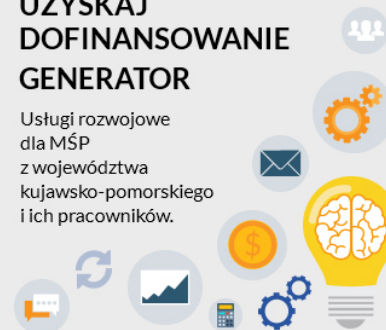 UZYSKAJ
DOFINANSOWANIE
GENERATOR
Usługi rozwojowe
dla MŚP
z województwa
kujawsko-pomorskiego
i ich pracowników.